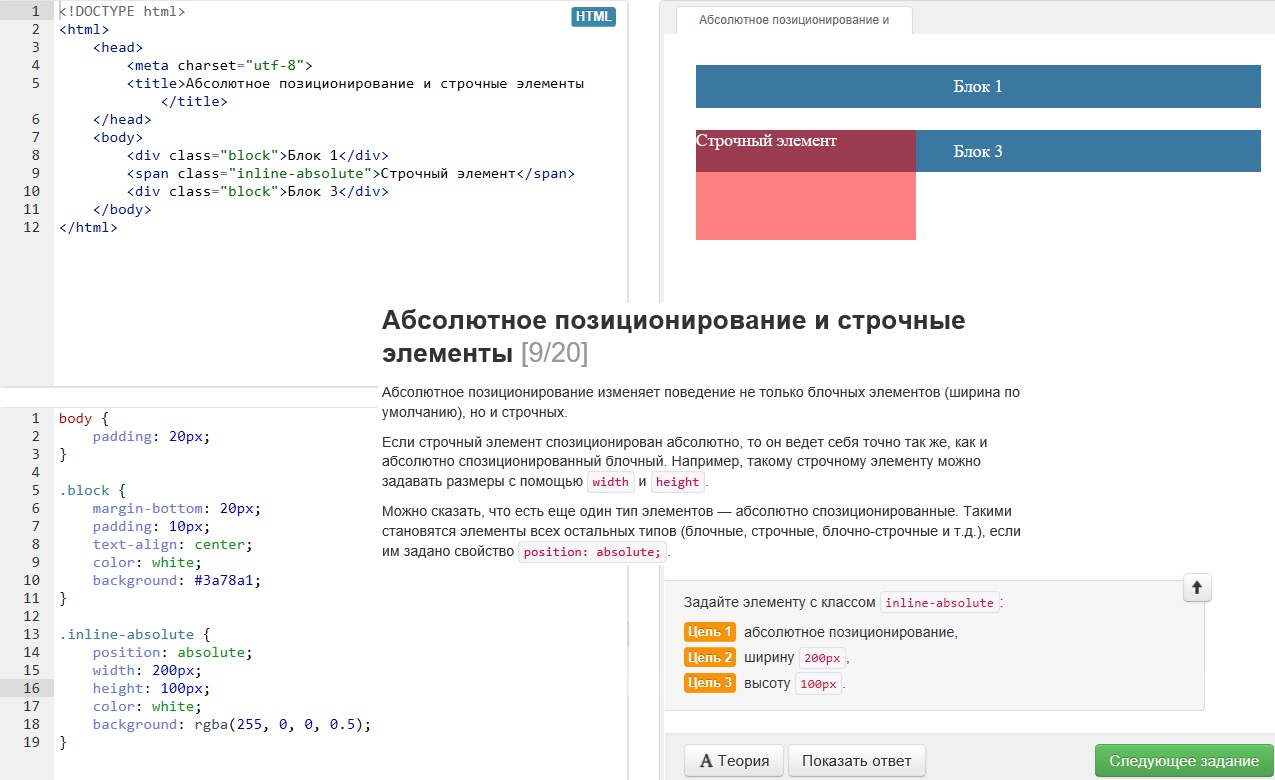 1 <!DOCTYPE html>
HTML
2 <html>
3 <head>
4 <meta charset="utf-8">
5 <title>Абсолютное позиционирование и строчные элементы
</title>
6 </head>
7 <body>
8 <div class="block">Блок 1</div>
9 <span class="inline-absolute">Строчный элемент</span>
10 <div class="block">Блок 3</div>
11 </body>
12 </html>
Абсолютное позиционирование и
Блок 1
Строчный элемент
Блок 3
Абсолютное позиционирование и строчные
элементы [9/20]
Абсолютное позиционирование изменяет поведение не только блочных элементов (ширина по
умолчанию), но и строчных.
Если строчный элемент спозиционирован абсолютно, то он ведет себя точно так же, как и
абсолютно спозиционированный блочный. Например, такому строчному элементу можно
задавать размеры с помощью width и height.
Можно сказать, что есть еще один тип элементов — абсолютно спозиционированные. Такими
становятся элементы всех остальных типов (блочные, строчные, блочно-строчные и т.д.), если
им задано свойство position: absolute;.
1 body {
2 padding: 20px;
3 }
4
5 .block {
6 margin-bottom: 20px;
7 padding: 10px;
8 text-align: center;
9 color: white;
10 background: #3a78a1;
11 }
12
13 .inline-absolute {
14 position: absolute;
15 width: 200px;
16 height: 100px;
17 color: white;
18 background: rgba(255, 0, 0, 0.5);
19 }
Задайте элементу с классом inline-absolute:
Цель 1 абсолютное позиционирование,
Цель 2 ширину 200px,
Цель 3 высоту 100px.
A Теория
Показать ответ
Следующее задание